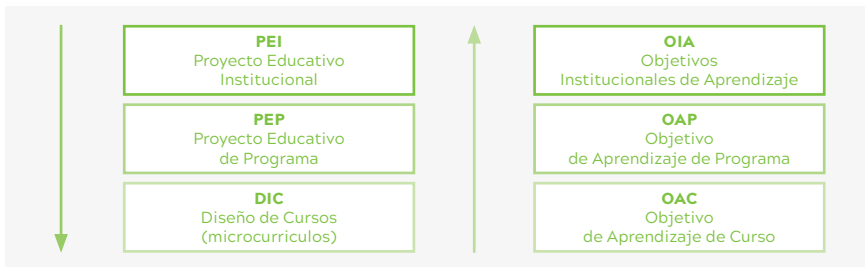 PEI
Proyecto Educativo
Institucional
PEP
Proyecto Educativo
de Programa
DIC
Diseño de Cursos
(microcurriculos)
OIA
Objetivos
Institucionales de Aprendizaje
OAP
Objetivo
de Aprendizaje de Programa
OAC
Objetivo
de Aprendizaje de Curso